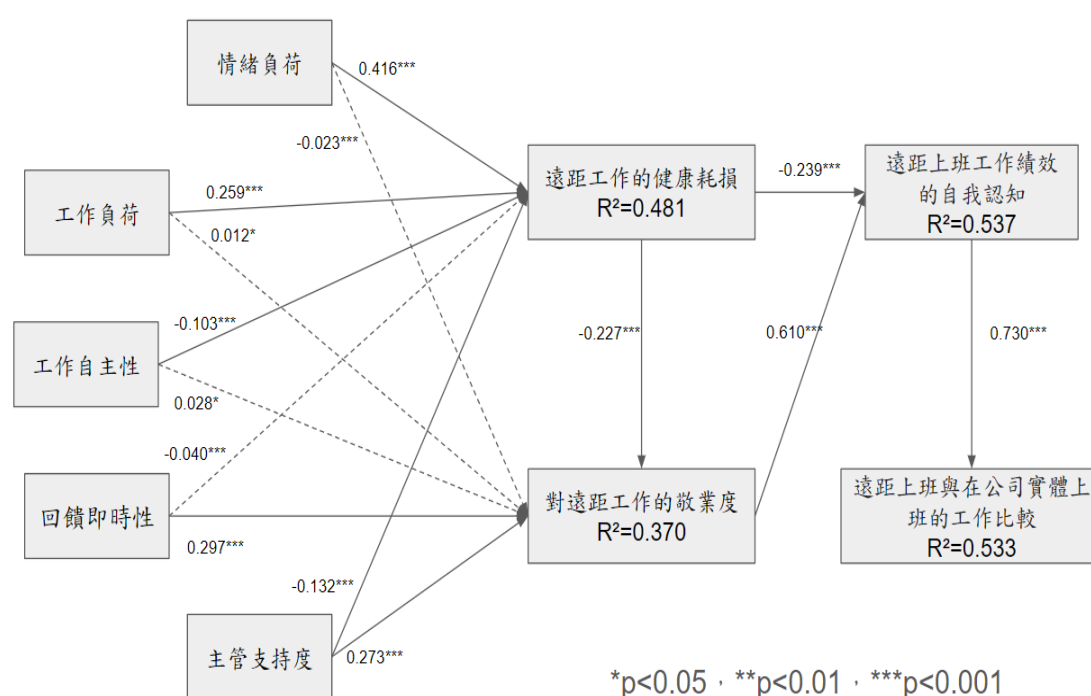 情緒負荷
0.416***
-0.023***
工作負荷
0.259***
0.012*
遠距工作的健康耗損
R²=0.481
-0.239***
遠距上班工作績效
的自我認知
R²=0.537
工作自主性
-0.103***
0.028*
-0.227***
0.610***
0.730***
回饋即時性
-0.040***
0.297***
對遠距工作的敬業度
R²=0.370
遠距上班與在公司實體上
班的工作比較
R²=0.533
主管支持度
-0.132***
0.273***
*p<0.05，**p<0.01，***p<0.001